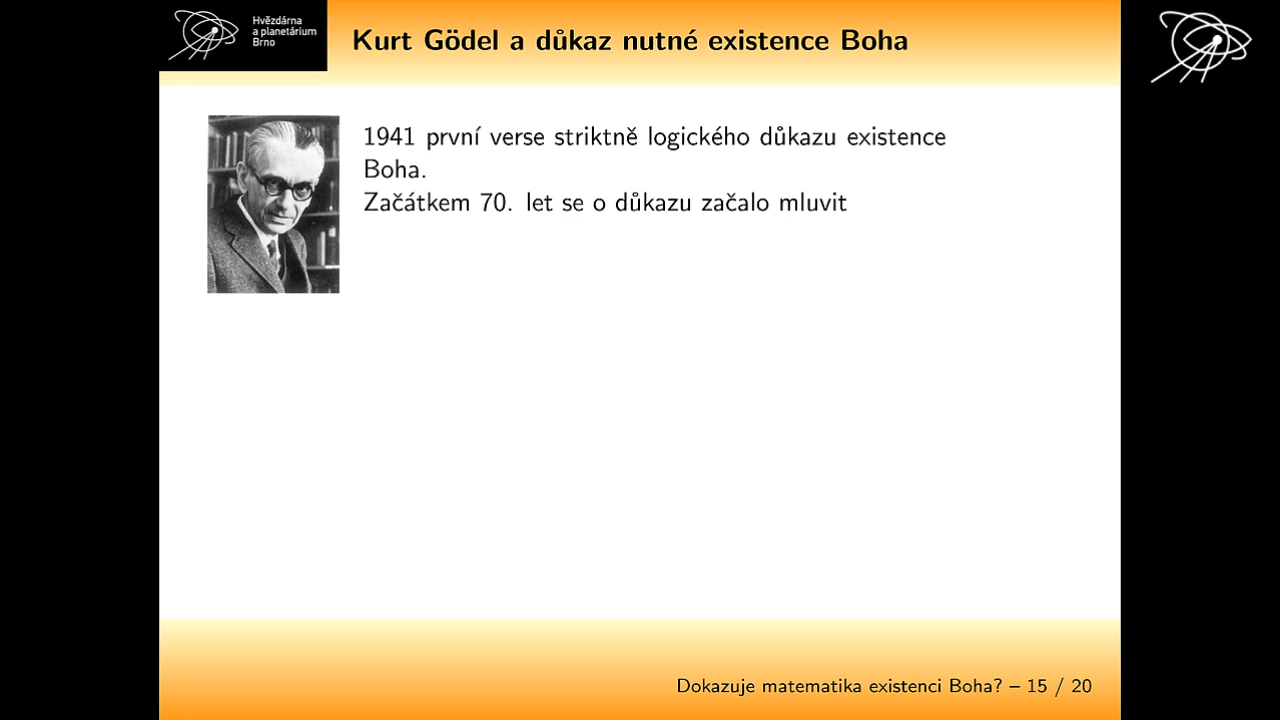 Hvězdárna
a planetárium
Brno
Kurt Gödel a důkaz nutné existence Boha
1941 první verse striktně logického důkazu existence
Boha.
Začátkem 70. let se o důkazu začalo mluvit
Dokazuje matematika existenci Boha? – 15 / 20